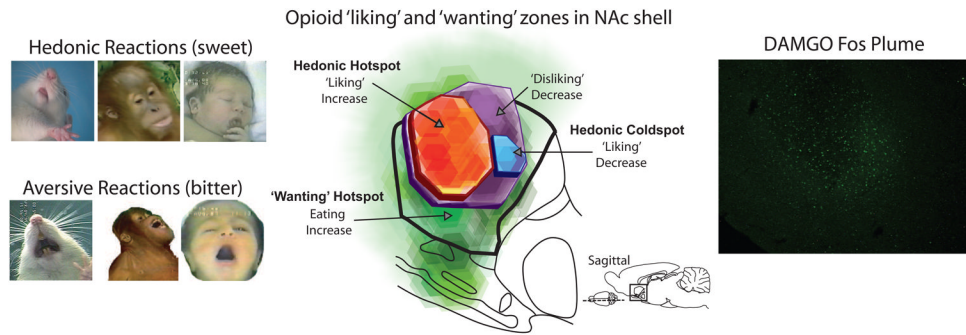 Opioid ‘liking’ and ‘wanting’ zones in NAc shell
Hedonic Reactions (sweet)
Aversive Reactions (bitter)
Hedonic Hotspot
‘Liking’
Increase
‘Disliking’
Decrease
Hedonic Coldspot
‘Liking’
Decrease
‘Wanting’ Hotspot
Eating
Increase
Sagittal
DAMGO Fos Plume